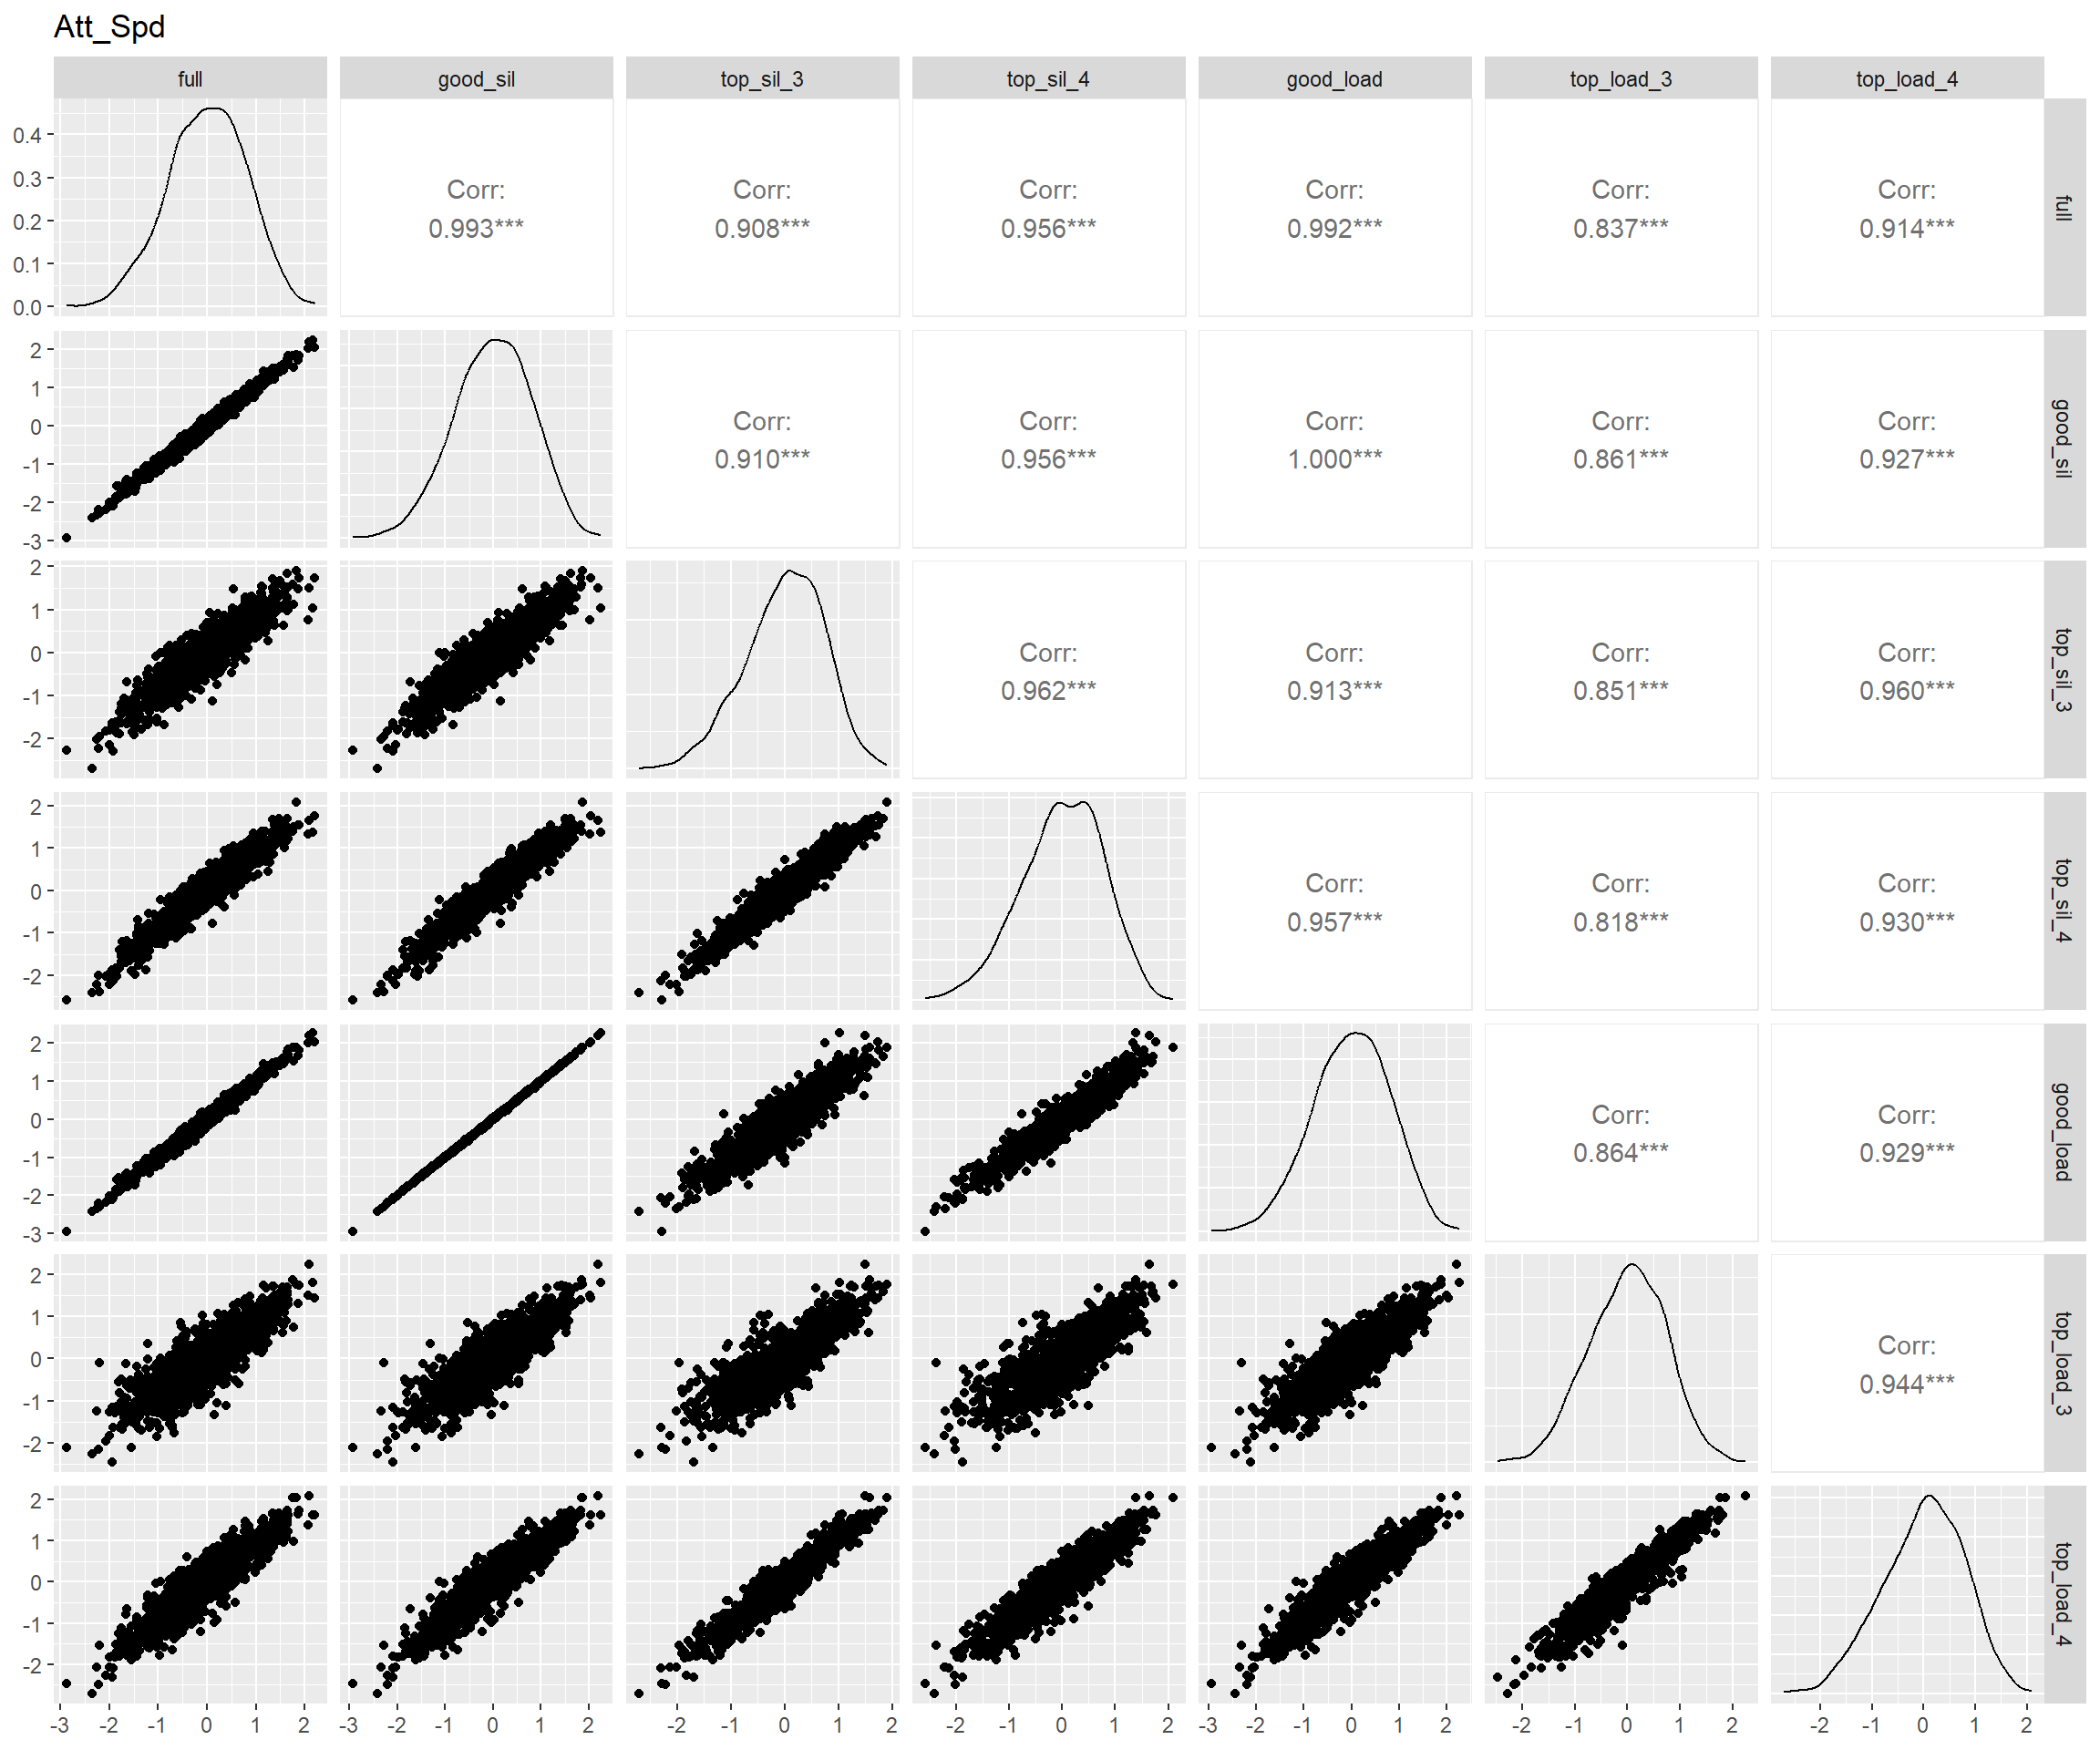 Att_Spd
full good_sil top_sil_3 top_sil_4 good_load top_load_3 top_load_4
0.4
0.3
0.2
0.1
0.0
Corr: Corr: Corr: Corr: Corr: Corr:
0.993*** 0.908*** 0.956*** 0.992*** 0.837*** 0.914***
full
2
1
0
-1
-2
-3
Corr: Corr: Corr: Corr: Corr:
0.910*** 0.956*** 1.000*** 0.861*** 0.927***
good_sil
2
1
0
-1
-2
Corr: Corr: Corr: Corr:
0.962*** 0.913*** 0.851*** 0.960***
top_sil_3
2
1
0
-1
-2
Corr: Corr: Corr:
0.957*** 0.818*** 0.930***
top_sil_4
2
1
0
-1
-2
-3
Corr: Corr:
0.864*** 0.929***
good_load
2
1
0
-1
-2
Corr:
0.944***
top_load_3
2
1
0
-1
-2
top_load_4
-3 -2 -1 0 1 2 -3 -2 -1 0 1 2 -2 -1 0 1 2 -2 -1 0 1 2 -3 -2 -1 0 1 2 -2 -1 0 1 2 -2 -1 0 1 2